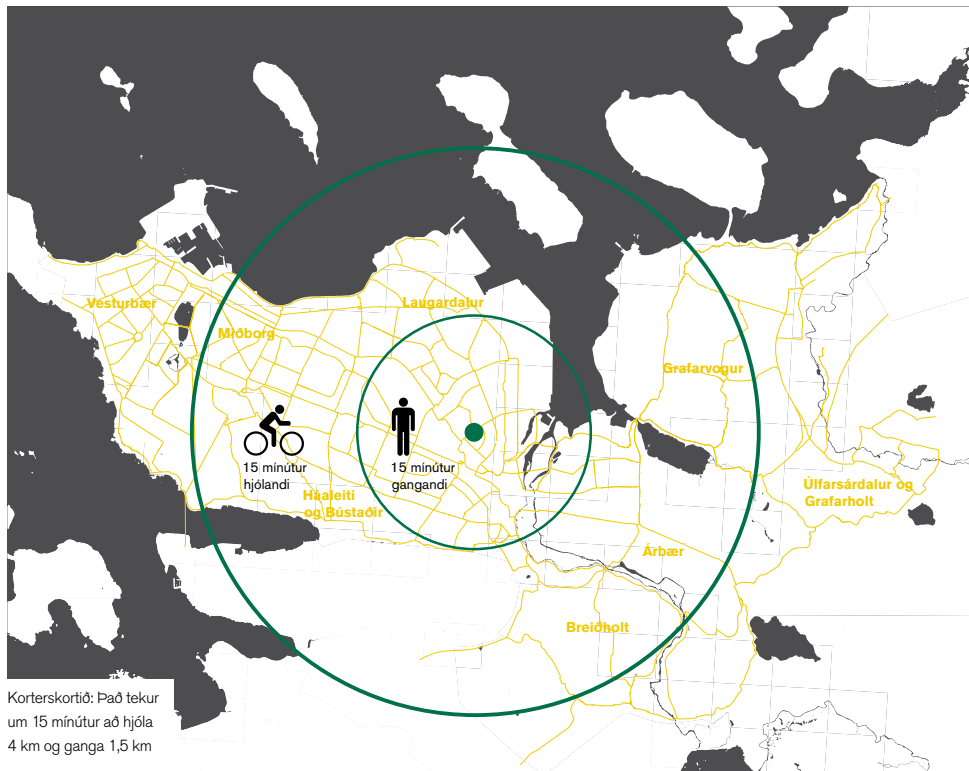 Vesturbær
Miðborg
Laugardalur
Grafarvogur
15 mínútur
hjólandi
15 mínútur
gangandi
Háaleiti
og Bústaðir
Úlfarsárdalur og
Grafarholt
Árbær
Breiðholt
Korterskortið: Það tekur
um 15 mínútur að hjóla
4 km og ganga 1,5 km